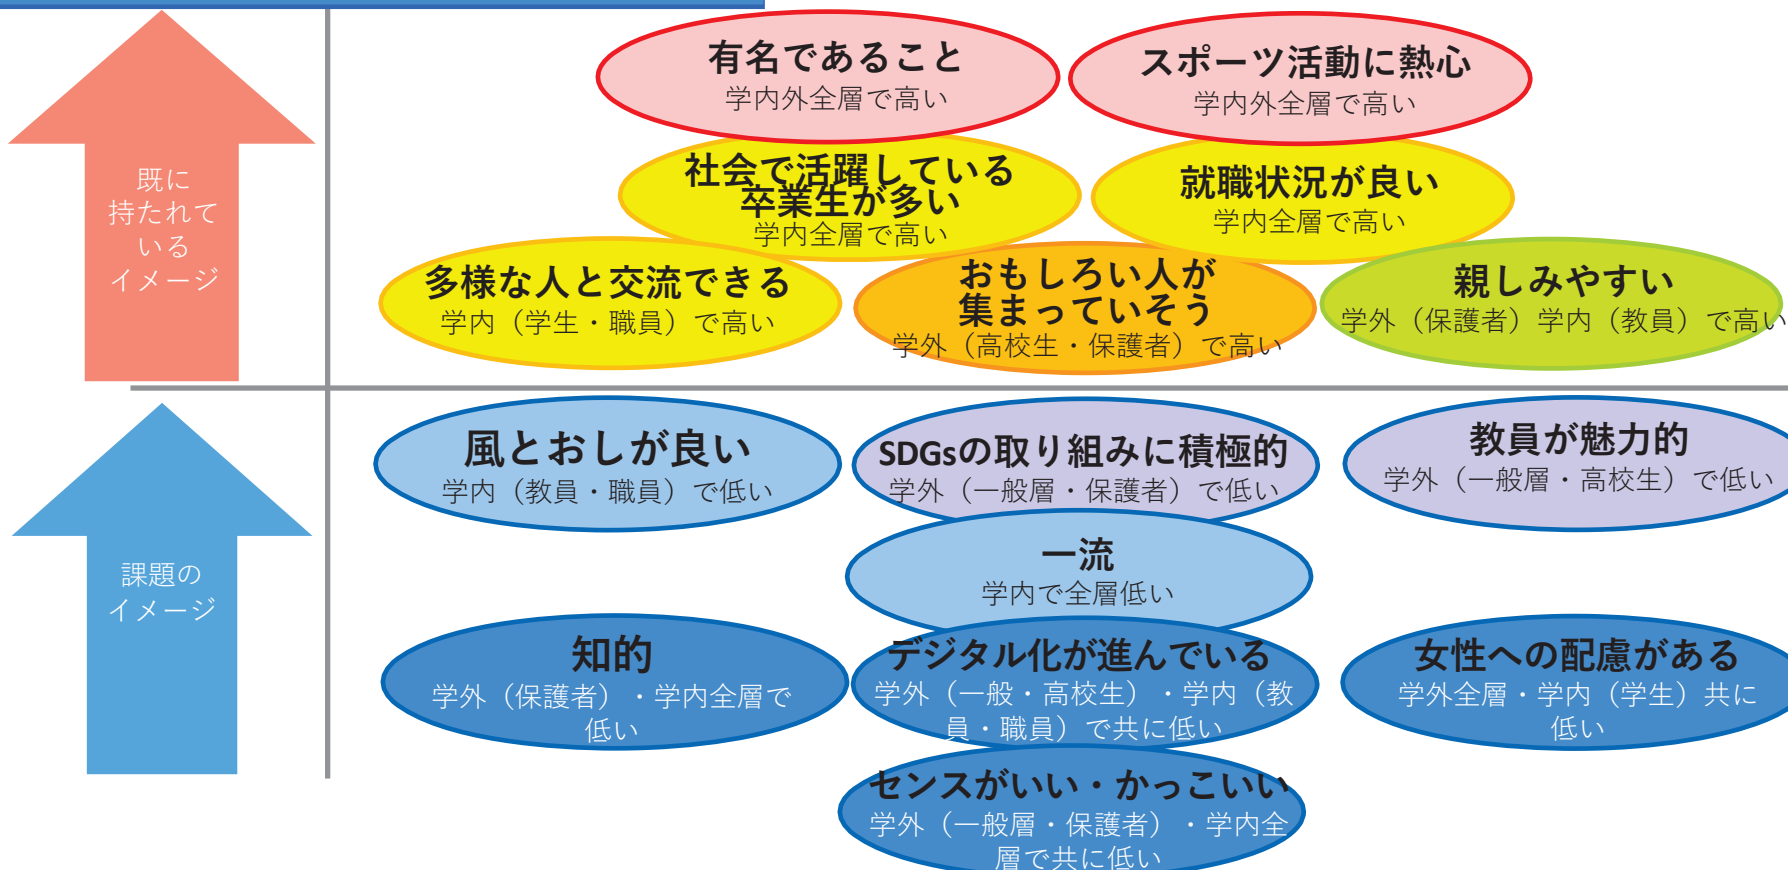 有名であること
学内外全層で高い
スポーツ活動に熱心
学内外全層で高い
既に
持たれて
いる
イメージ
社会で活躍している
卒業生が多い
学内全層で高い
就職状況が良い
学内全層で高い
多様な人と交流できる
学内（学生・職員）で高い
おもしろい人が
集まっていそう
学外（高校生・保護者）で高い
親しみやすい
学外（保護者）学内（教員）で高い
課題の
イメージ
風とおしが良い
学内（教員・職員）で低い
SDGsの取り組みに積極的
学外（一般層・保護者）で低い
教員が魅力的
学外（一般層・高校生）で低い
一流
学内で全層低い
知的
学外（保護者）・学内全層で
低い
デジタル化が進んでいる
学外（一般・高校生）・学内（教
員・職員）で共に低い
女性への配慮がある
学外全層・学内（学生）共に
低い
センスがいい・かっこいい
学外（一般層・保護者）・学内全
層で共に低い